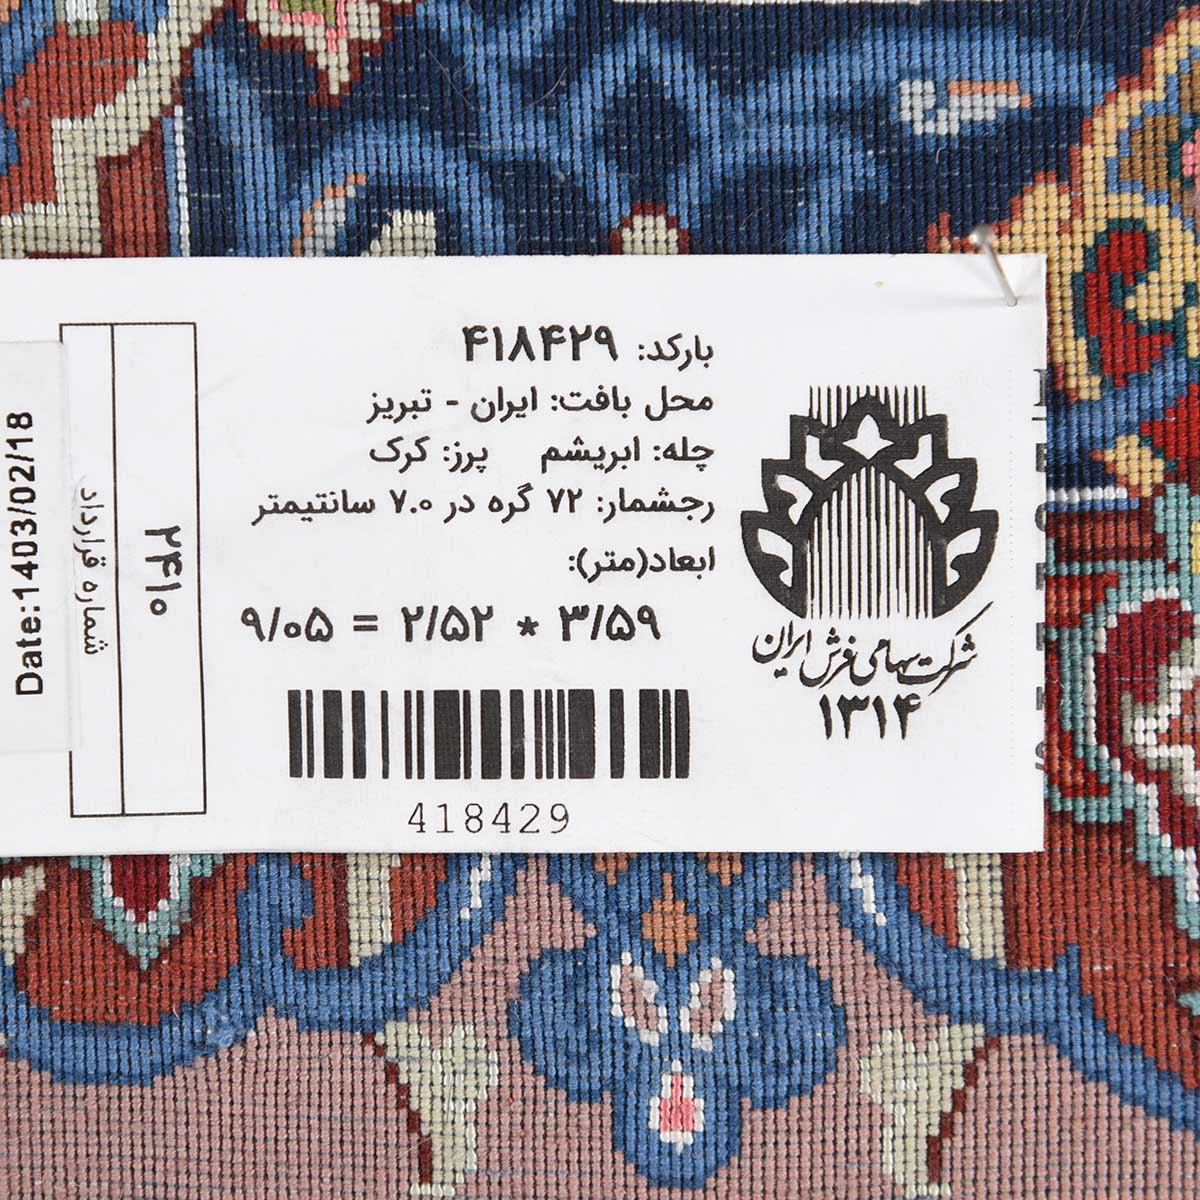 بارکد: ۴۱۸۴۲۹
محل بافت: ایران - تبریز
چله: ابریشم پرز: کرک
رجشمار: ۷۲ گره در ۷.۰ سانتیمتر
ابعاد(متر):
۳/۵۹ * ۲/۵۲ = ۹/۰۵
418429
شرکت سهامی فرش ایران
۱۳۱۴
شماره قرارداد
۲۴۱۰
Date:1403/02/18